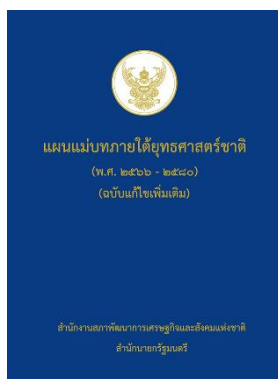 แผนแม่บทภายใต้ยุทธศาสตร์ชาติ
(พ.ศ. ๒๕๖๖ - ๒๕๘๐)
(ฉบับแก้ไขเพิ่มเติม)
สำนักงานสภาพัฒนาการเศรษฐกิจและสังคมแห่งชาติ
สำนักนายกรัฐมนตรี